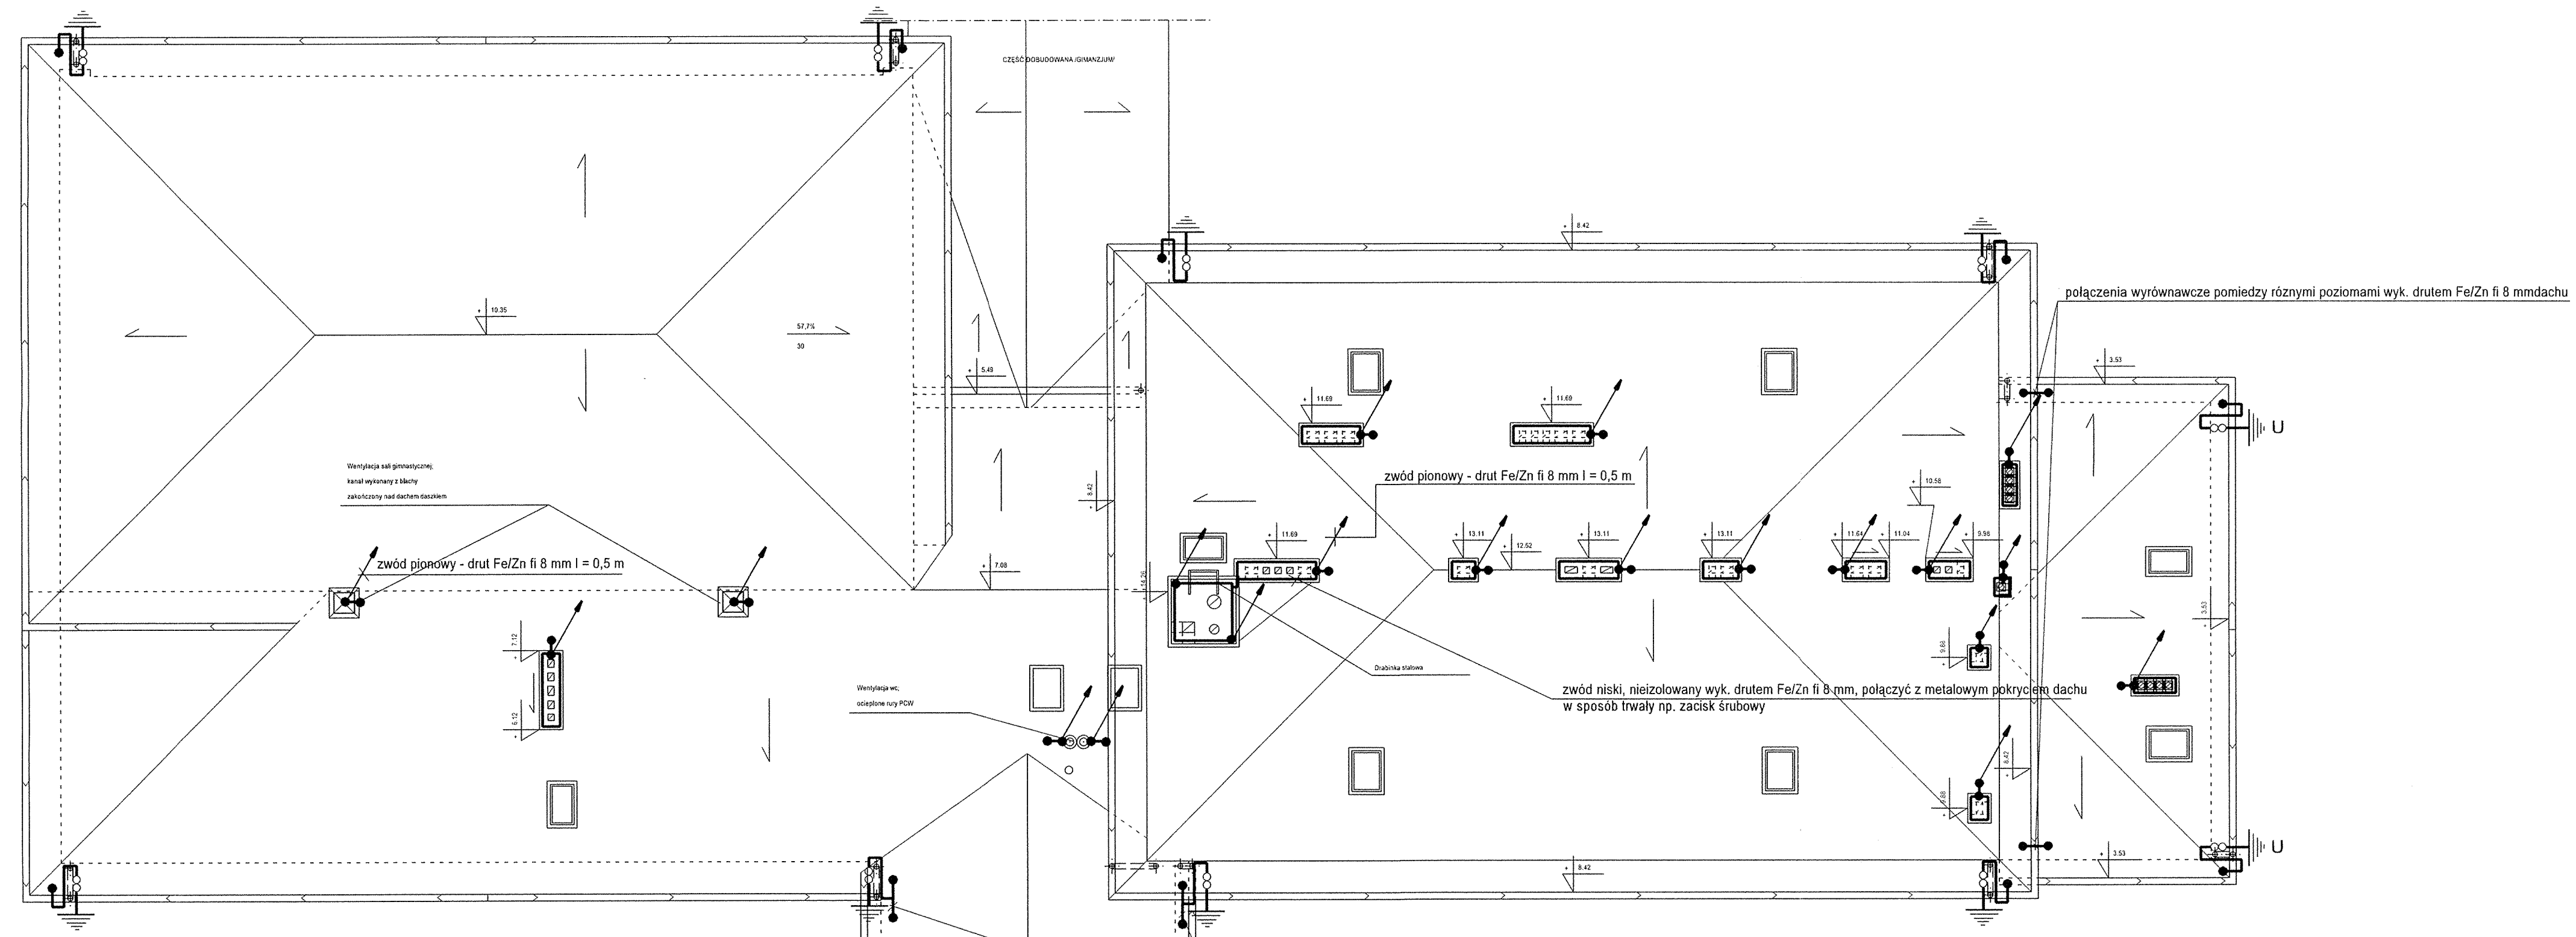 CZĘŚĆ DOBUDOWANA /GIMANZJUM/
+ 8.42
połączenia wyrównawcze pomiedzy róznymi poziomami wyk. drutem Fe/Zn fi 8 mmdachu
+ 10.35
57,7%
30
+ 5.49
+ 3.53
+ 11.69
+ 11.69
U
Wentylacja sali gimnastycznej;
kanał wykonany z blachy
zakończony nad dachem daszkiem
zwód pionowy - drut Fe/Zn fi 8 mm l = 0,5 m
+ 8.42
+ 10.58
+ 11.69
+ 13.11
+ 12.52
+ 13.11
+ 13.11
+ 11.64
+ 11.04
+ 9.98
zwód pionowy - drut Fe/Zn fi 8 mm l = 0,5 m
+ 7.08
+ 14.26
+ 3.53
+ 7.12
+ 6.12
+ 9.68
Drabinka stalowa
Wentylacja wc;
ocieplone rury PCW
zwód niski, nieizolowany wyk. drutem Fe/Zn fi 8 mm, połączyć z metalowym pokryciem dachu
w sposób trwały np. zacisk śrubowy
+ 8.42
+ 8.42
+ 3.53
U